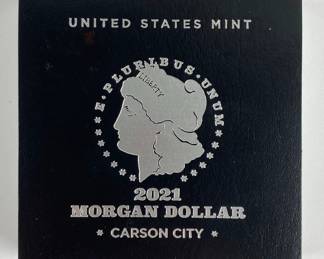 UNITED STATES MINT
E · PLURIBUS · UNUM
LIBERTY
2021
MORGAN DOLLAR
CARSON CITY